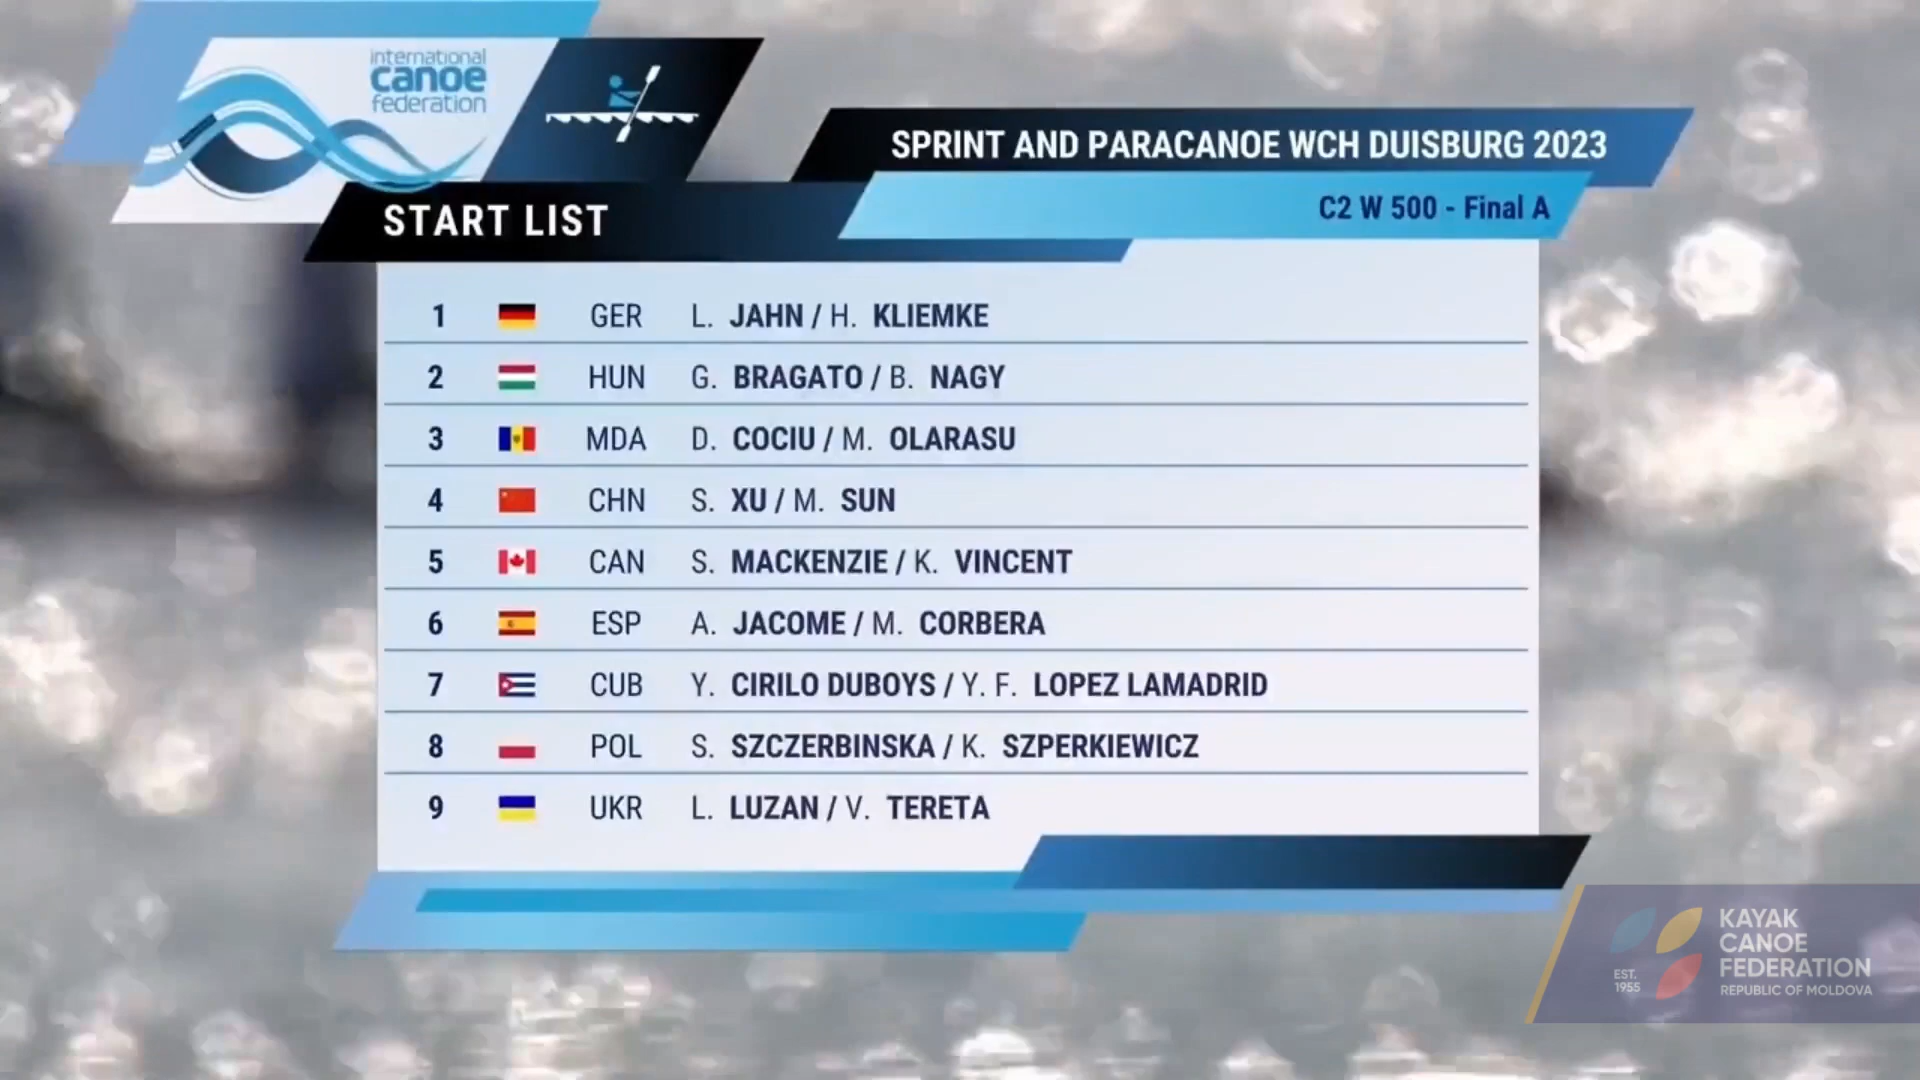 international
canoe
federation
SPRINT AND PARACANOE WCH DUISBURG 2023
C2 W 500 - Final A
START LIST
1 GER L. JAHN / H. KLIEMKE
2 HUN G. BRAGATO / B. NAGY
3 MDA D. COCIU / M. OLARASU
4 CHN S. XU / M. SUN
5 CAN S. MACKENZIE / K. VINCENT
6 ESP A. JACOME / M. CORBERA
7 CUB Y. CIRILO DUBOYS / Y. F. LOPEZ LAMADRID
8 POL S. SZCZERBINSKA / K. SZPERKIEWICZ
9 UKR L. LUZAN / V. TERETA
EST.
1955
KAYAK
CANOE
FEDERATION
REPUBLIC OF MOLDOVA